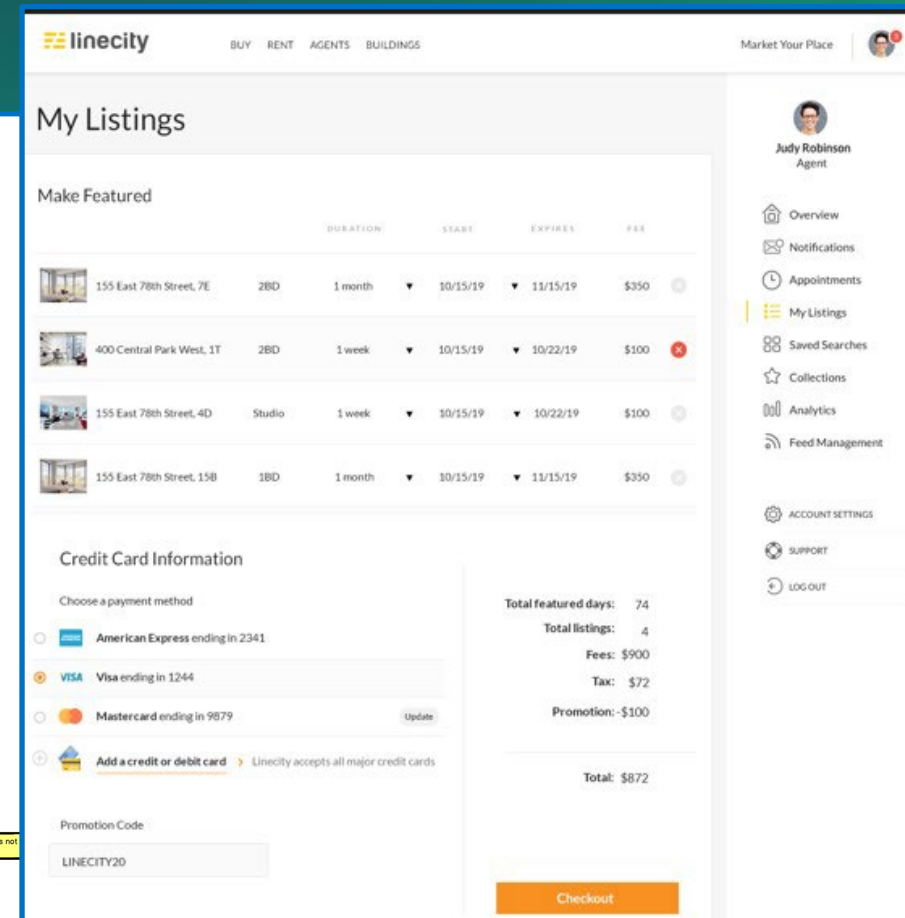 linecity
BUY RENT AGENTS BUILDINGS
Market Your Place
My Listings
Judy Robinson
Agent
Make Featured
DURATION START EXPIRES FEE
155 East 78th Street, 7E 2BD 1 month 10/15/19 11/15/19 $350
400 Central Park West, 1T 2BD 1 week 10/15/19 10/22/19 $100
155 East 78th Street, 4D Studio 1 week 10/15/19 10/22/19 $100
155 East 78th Street, 15B 1BD 1 month 10/15/19 11/15/19 $350
Overview
Notifications
Appointments
My Listings
Saved Searches
Collections
Analytics
Feed Management
ACCOUNT SETTINGS
SUPPORT
LOG OUT
Credit Card Information
Choose a payment method
American Express ending in 2341
VISA Visa ending in 1244
Mastercard ending in 9879 Update
Add a credit or debit card > Linecity accepts all major credit cards
Promotion Code
LINECITY20
Total featured days: 74
Total listings: 4
Fees: $900
Tax: $72
Promotion: -$100
Total: $872
Checkout
s not